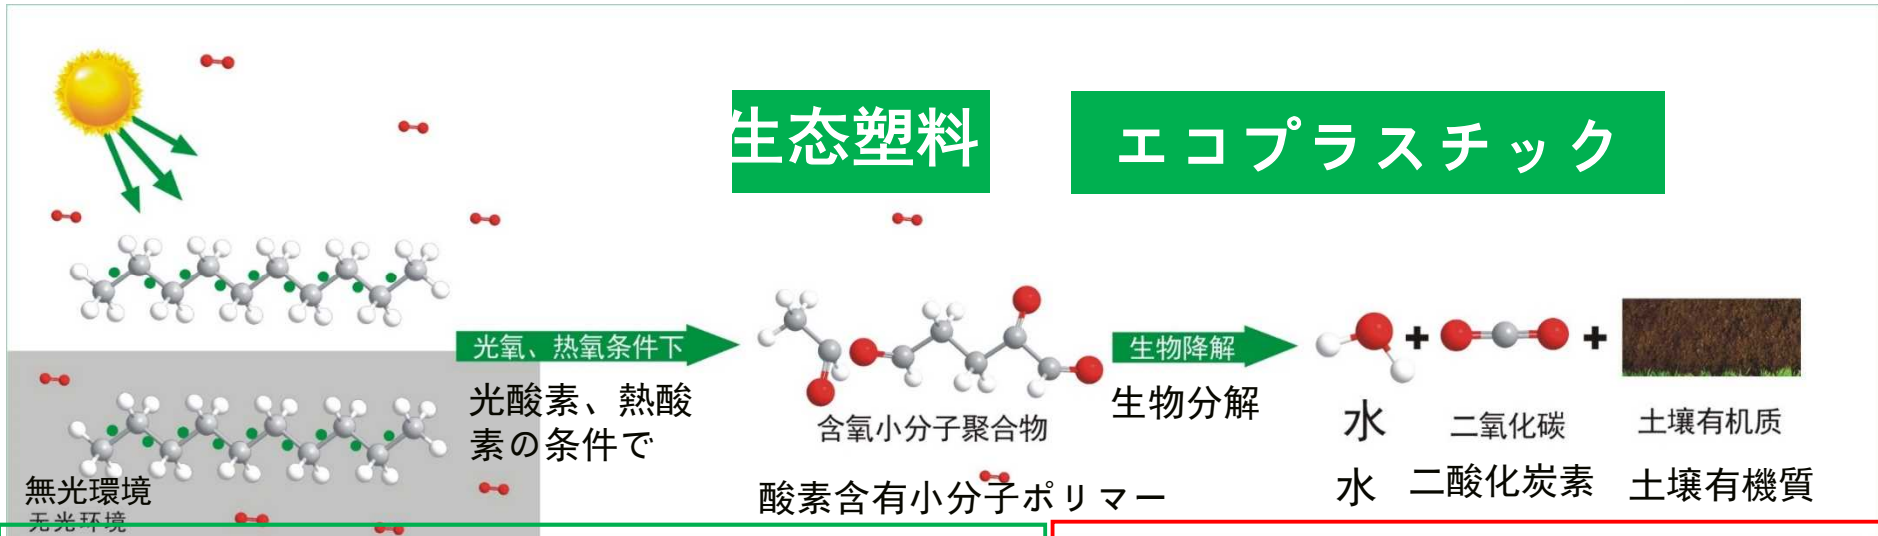 生态塑料
エコプラスチック
光氧、热氧条件下
光酸素、熱酸
素の条件で
含氧小分子聚合物
酸素含有小分子ポリマー
生物降解
生物分解
水
二氧化碳
土壤有机质
水
二酸化炭素
土壌有機質
無光環境
无光环境